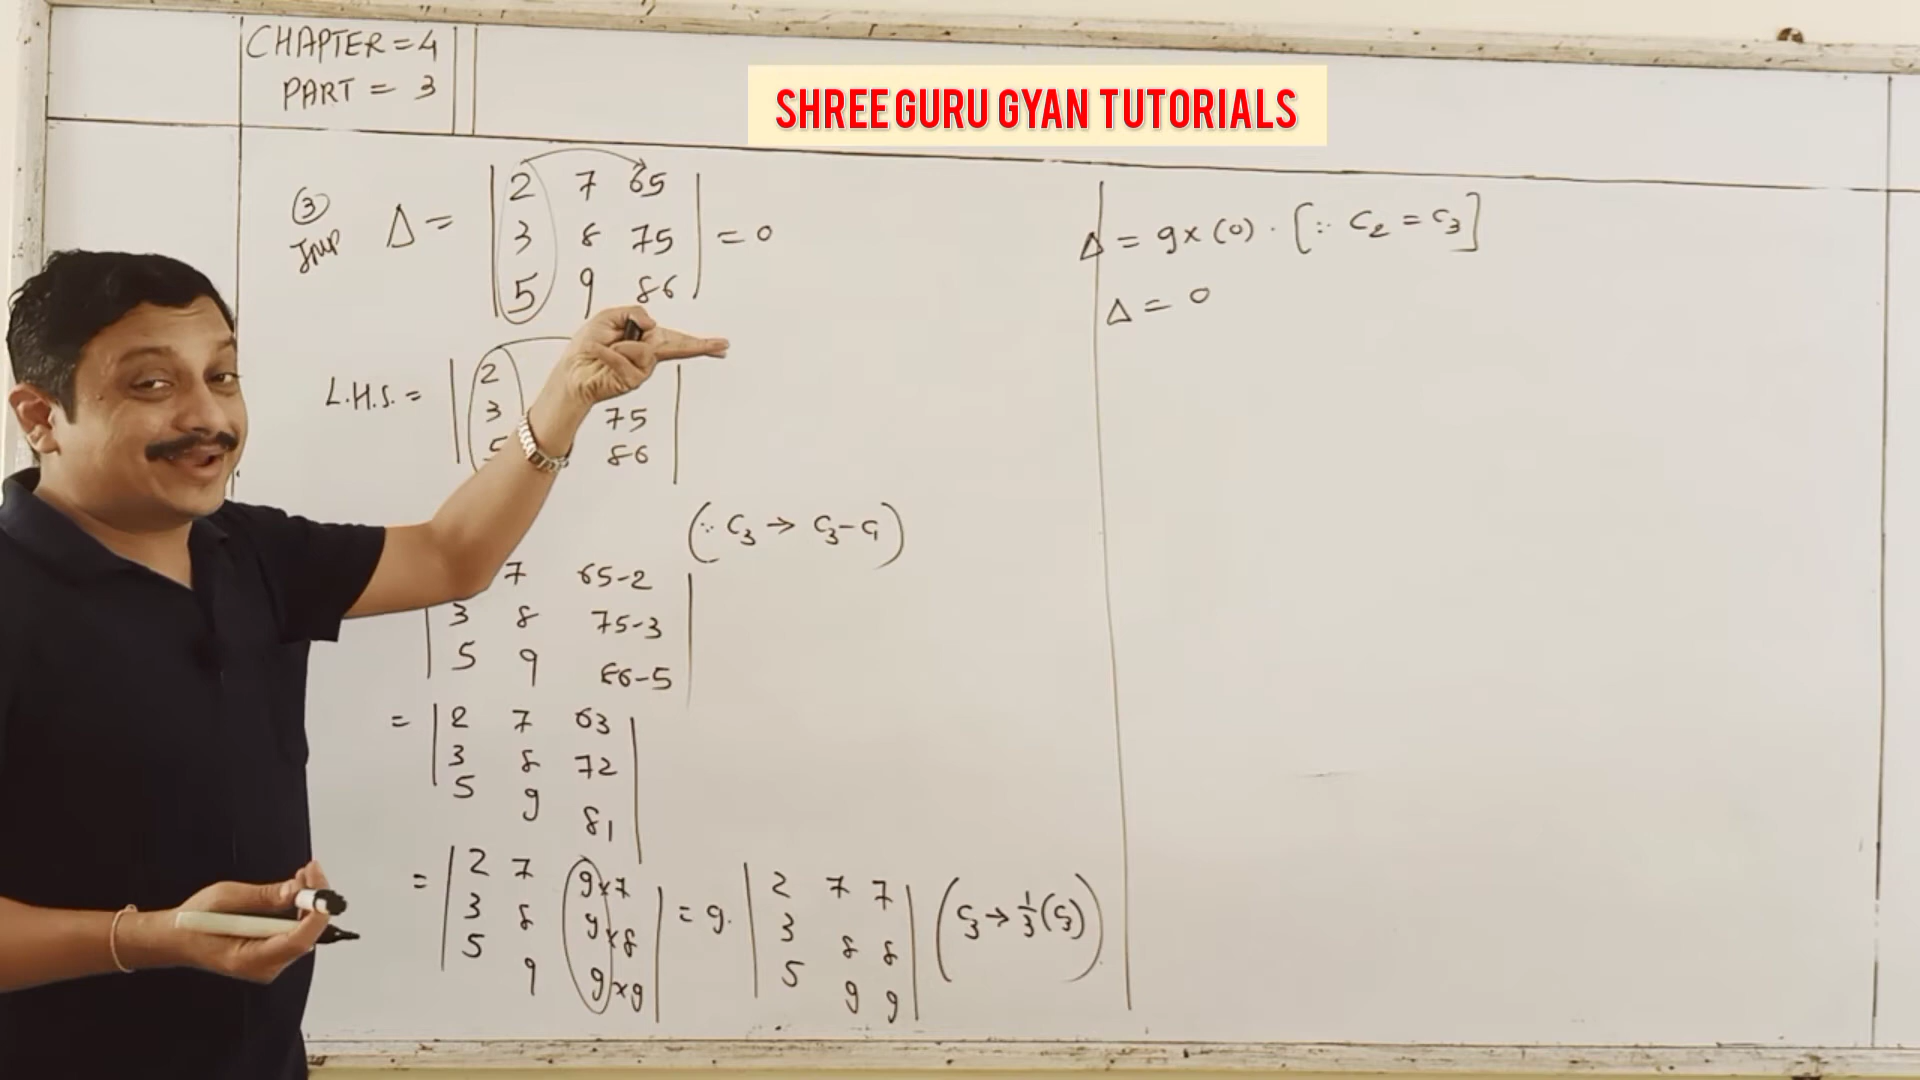 CHAPTER = 4
PART = 3
SHREE GURU GYAN TUTORIALS
③ Imp Δ = | 2 7 65 |
| 3 8 75 | = 0
| 5 9 86 |
L.H.S. = | 2
3 75
5 86 |
(∵ C₃ → C₃ - C₁)
7 65-2
3 8 75-3
5 9 86-5
= | 2 7 63 |
| 3 8 72 |
| 5 9 81 |
= | 2 7 9×7 | = 9. | 2 7 7 | (C₃ → 1/3 (C₃))
| 3 8 9×8 | | 3 8 8 |
| 5 9 9×9 | | 5 9 9 |
Δ = 9×(0) . [∵ C₂ = C₃]
Δ = 0